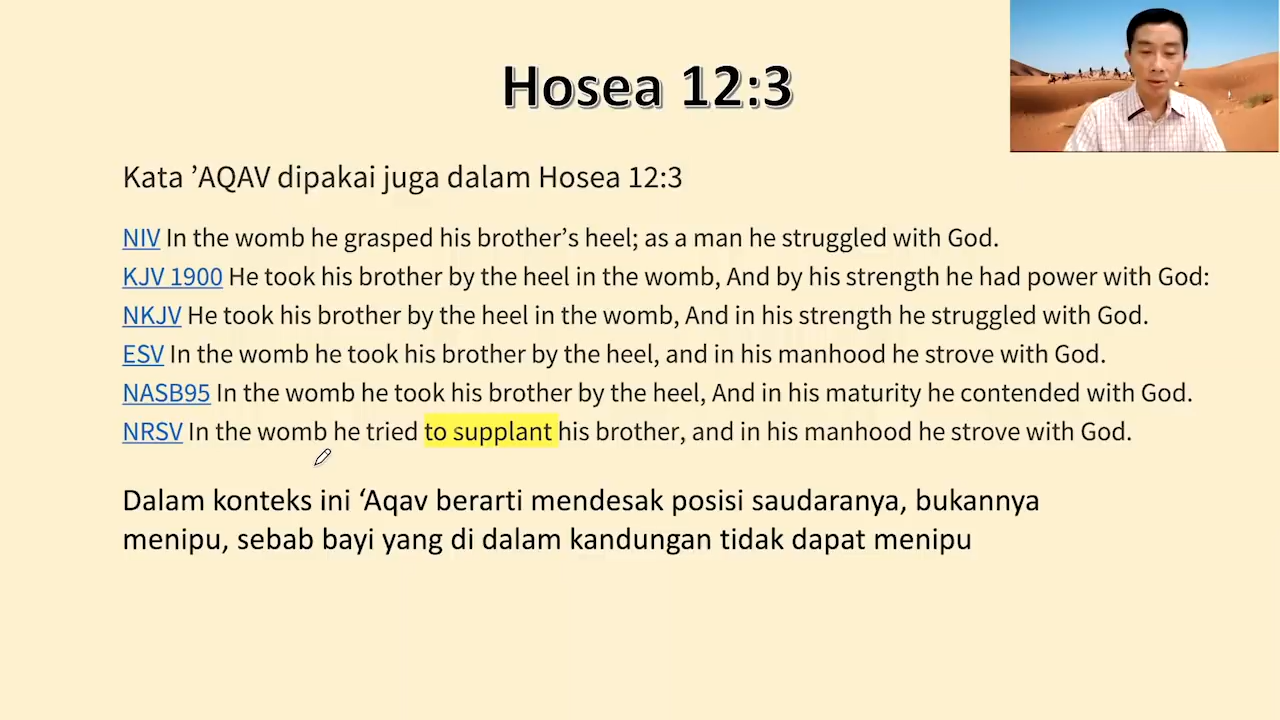 Hosea 12:3
Kata ’AQAV dipakai juga dalam Hosea 12:3
NIV In the womb he grasped his brother’s heel; as a man he struggled with God.
KJV 1900 He took his brother by the heel in the womb, And by his strength he had power with God:
NKJV He took his brother by the heel in the womb, And in his strength he struggled with God.
ESV In the womb he took his brother by the heel, and in his manhood he strove with God.
NASB95 In the womb he took his brother by the heel, And in his maturity he contended with God.
NRSV In the womb he tried to supplant his brother, and in his manhood he strove with God.
Dalam konteks ini ‘Aqav berarti mendesak posisi saudaranya, bukannya
menipu, sebab bayi yang di dalam kandungan tidak dapat menipu